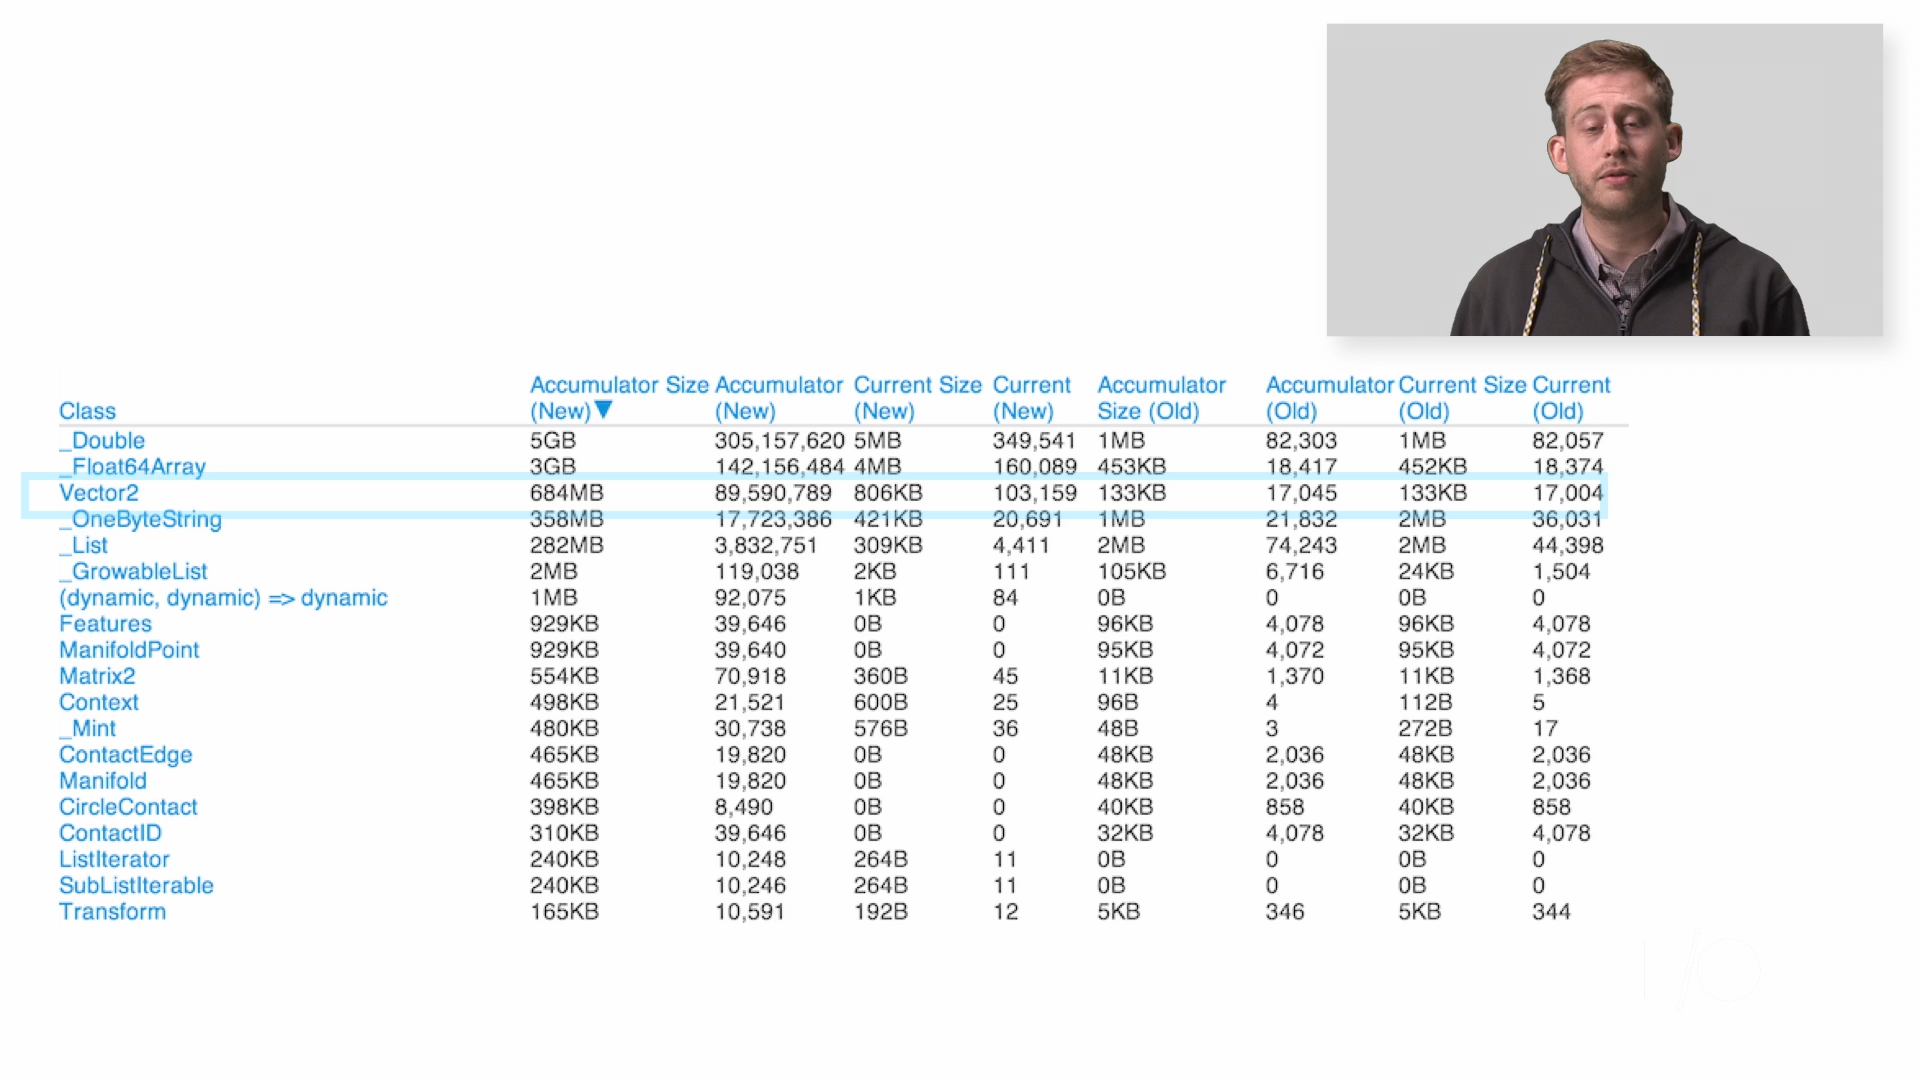 Class Accumulator Size (New)▼ Accumulator (New) Current Size (New) Current (New) Accumulator Size (Old) Accumulator (Old) Current Size (Old) Current (Old)
_Double 5GB 305,157,620 5MB 349,541 1MB 82,303 1MB 82,057
_Float64Array 3GB 142,156,484 4MB 160,089 453KB 18,417 452KB 18,374
Vector2 684MB 89,590,789 806KB 103,159 133KB 17,045 133KB 17,004
_OneByteString 358MB 17,723,386 421KB 20,691 1MB 21,832 2MB 36,031
_List 282MB 3,832,751 309KB 4,411 2MB 74,243 2MB 44,398
_GrowableList 2MB 119,038 2KB 111 105KB 6,716 24KB 1,504
(dynamic, dynamic) => dynamic 1MB 92,075 1KB 84 0B 0 0B 0
Features 929KB 39,646 0B 0 96KB 4,078 96KB 4,078
ManifoldPoint 929KB 39,640 0B 0 95KB 4,072 95KB 4,072
Matrix2 554KB 70,918 360B 45 11KB 1,370 11KB 1,368
Context 498KB 21,521 600B 25 96B 4 112B 5
_Mint 480KB 30,738 576B 36 48B 3 272B 17
ContactEdge 465KB 19,820 0B 0 48KB 2,036 48KB 2,036
Manifold 465KB 19,820 0B 0 48KB 2,036 48KB 2,036
CircleContact 398KB 8,490 0B 0 40KB 858 40KB 858
ContactID 310KB 39,646 0B 0 32KB 4,078 32KB 4,078
ListIterator 240KB 10,248 264B 11 0B 0 0B 0
SubListIterable 240KB 10,246 264B 11 0B 0 0B 0
Transform 165KB 10,591 192B 12 5KB 346 5KB 344